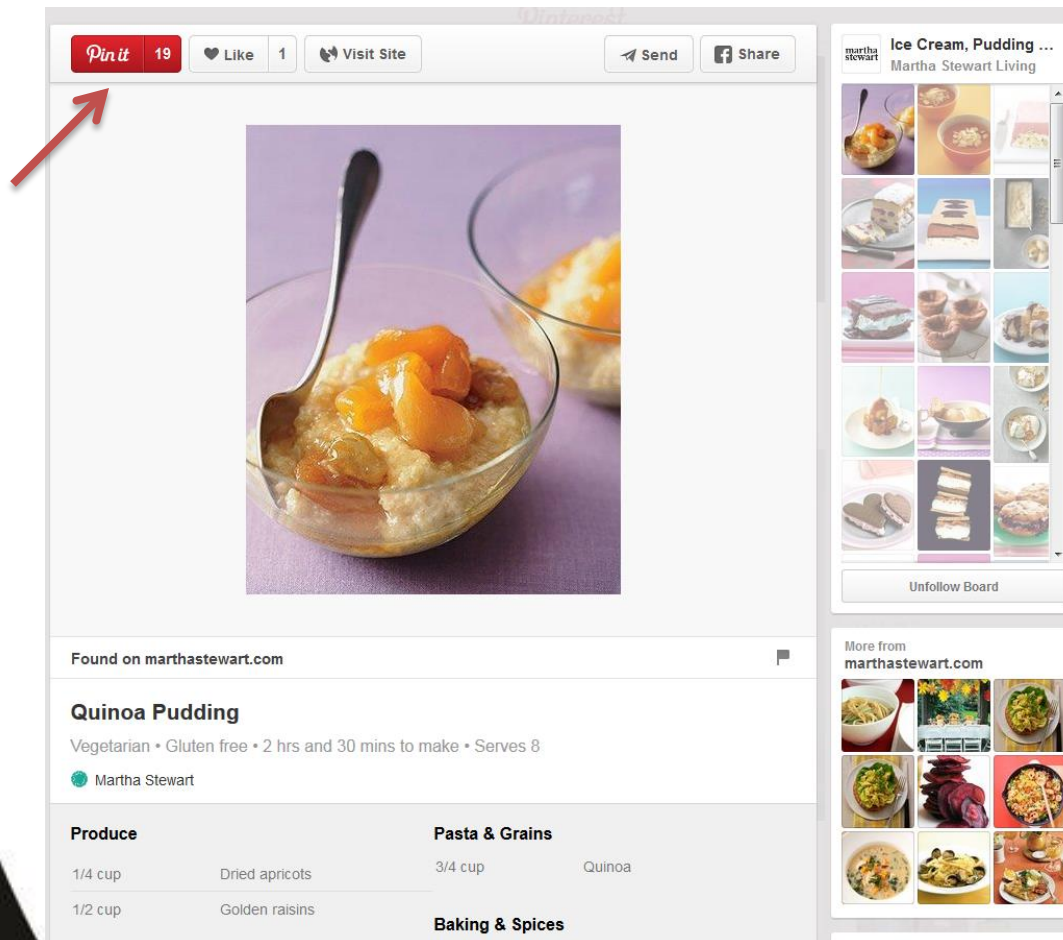 Pinterest
Pin it 19 Like 1 Visit Site Send Share
Found on marthastewart.com
Quinoa Pudding
Vegetarian • Gluten free • 2 hrs and 30 mins to make • Serves 8
Martha Stewart
Produce
1/4 cup Dried apricots
1/2 cup Golden raisins
Pasta & Grains
3/4 cup Quinoa
Baking & Spices
martha
stewart
Ice Cream, Pudding ...
Martha Stewart Living
Unfollow Board
More from
marthastewart.com